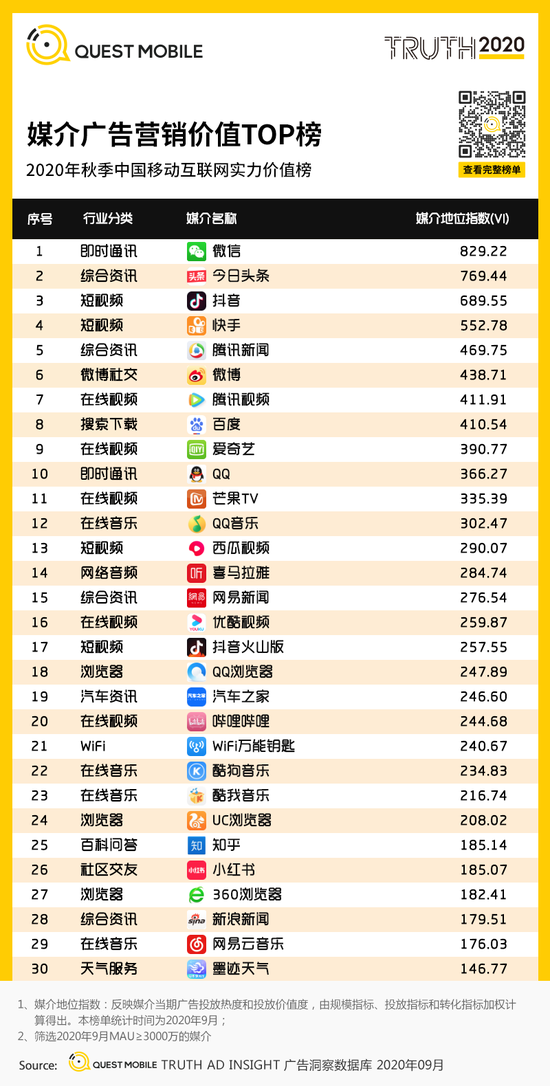 QUEST MOBILE
TRUTH 2020
媒介广告营销价值TOP榜
2020年秋季中国移动互联网实力价值榜
查看完整榜单
序号 行业分类 媒介名称 媒介地位指数(VI)
1 即时通讯 微信 829.22
2 综合资讯 头条 今日头条 769.44
3 短视频 抖音 689.55
4 短视频 快手 552.78
5 综合资讯 腾讯新闻 469.75
6 微博社交 微博 438.71
7 在线视频 腾讯视频 411.91
8 搜索下载 百度 410.54
9 在线视频 爱奇艺 390.77
10 即时通讯 QQ 366.27
11 在线视频 芒果TV 335.39
12 在线音乐 QQ音乐 302.47
13 短视频 西瓜视频 290.07
14 网络音频 听 喜马拉雅 284.74
15 综合资讯 网易 网易新闻 276.54
16 在线视频 优酷视频 259.87
17 短视频 抖音火山版 257.55
18 浏览器 QQ浏览器 247.89
19 汽车资讯 汽车之家 汽车之家 246.60
20 在线视频 哔哩哔哩 244.68
21 WiFi WiFi万能钥匙 240.67
22 在线音乐 酷狗音乐 234.83
23 在线音乐 酷我音乐 216.74
24 浏览器 UC浏览器 208.02
25 百科问答 知 知乎 185.14
26 社区交友 小红书 小红书 185.07
27 浏览器 360浏览器 182.41
28 综合资讯 sina 新浪新闻 179.51
29 在线音乐 网易云音乐 176.03
30 天气服务 墨迹天气 146.77
1、媒介地位指数：反映媒介当期广告投放热度和投放价值度，由规模指标、投放指标和转化指标加权计
算得出。本榜单统计时间为2020年9月；
2、筛选2020年9月MAU≥3000万的媒介
Source: QUEST MOBILE TRUTH AD INSIGHT 广告洞察数据库 2020年09月